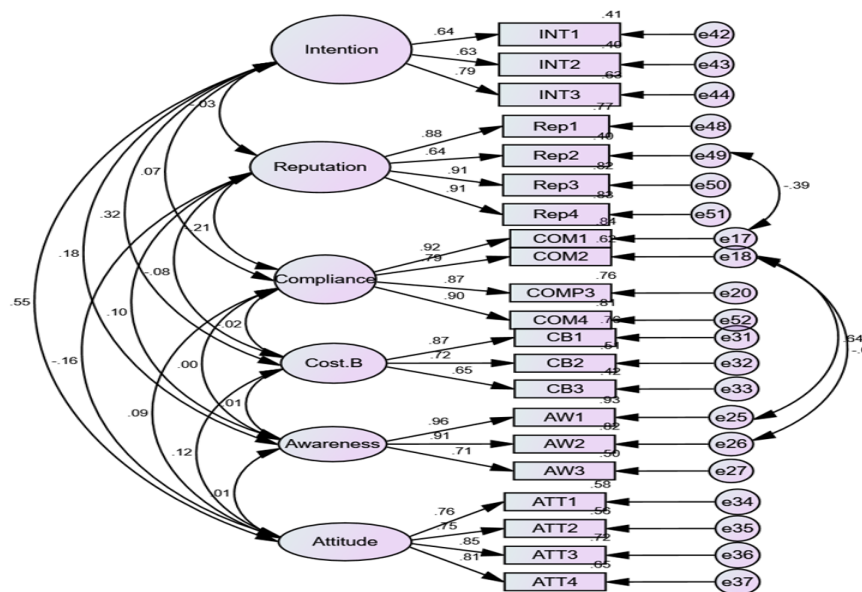 .41
.64
INT1
e42
.40
Intention
.63
INT2
e43
.63
.79
INT3
e44
.77
-.03
.88
Rep1
e48
.40
.64
Rep2
e49
.82
Reputation
.91
Rep3
e50
-.39
.07
.83
.91
Rep4
e51
.84
.32
-.21
.92
COM1
e17
.62
.79
COM2
e18
.18
-.08
Compliance
.87
.76
COMP3
e20
.81
.90
COM4
e52
.55
.10
-.02
.87
CB1
e31
.51
.64
-.16
.00
Cost.B
.72
CB2
e32
.42
.65
CB3
e33
.93
.09
.01
.96
AW1
e25
.82
Awareness
.91
AW2
e26
.50
.12
.71
AW3
e27
.58
.01
.76
ATT1
e34
.56
.75
ATT2
e35
.72
Attitude
.85
ATT3
e36
.65
.81
ATT4
e37